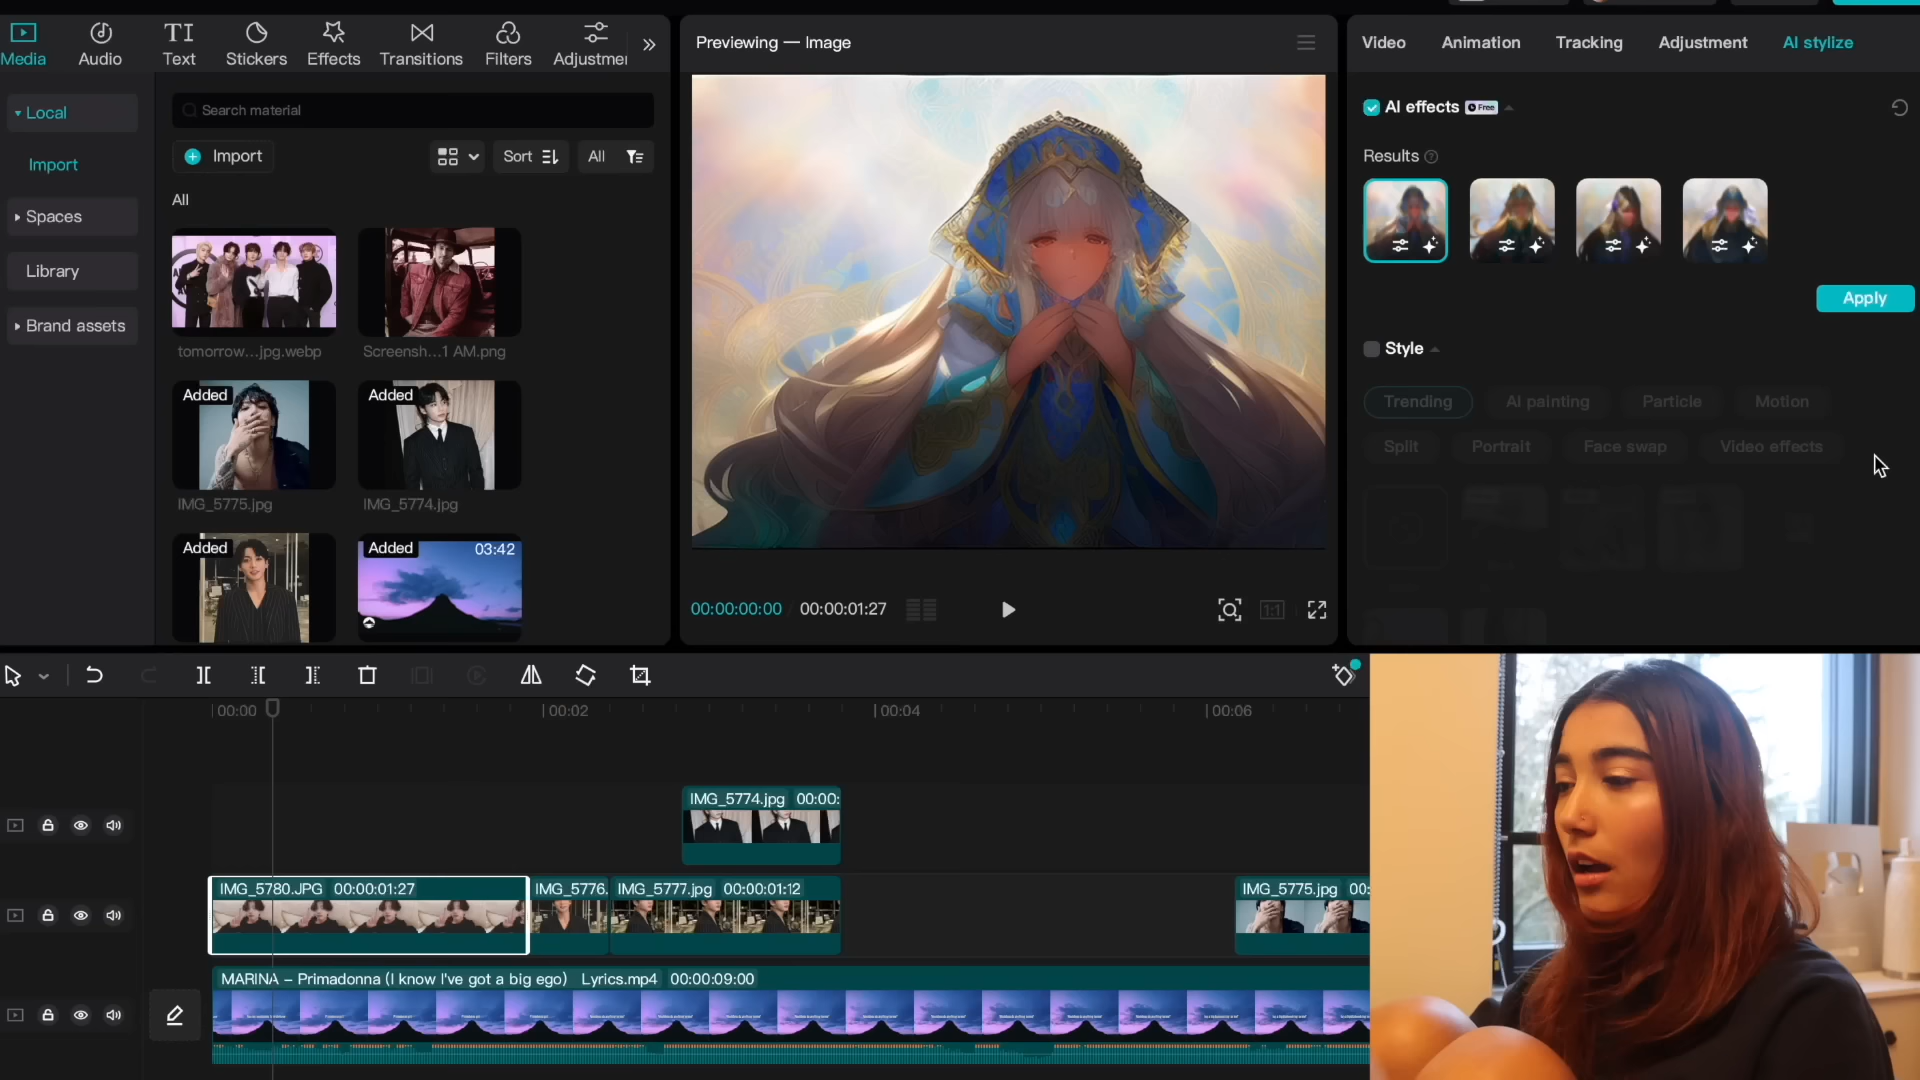 Media
Audio
Text
Stickers
Effects
Transitions
Filters
Adjustmer
Local
Import
Spaces
Library
Brand assets
Search material
Import
Sort
All
All
tomorrow...jpg.webp
Screensh...1 AM.png
Added
IMG_5775.jpg
Added
IMG_5774.jpg
Added
Added
03:42
Previewing — Image
00:00:00:00
00:00:01:27
1:1
Video
Animation
Tracking
Adjustment
AI stylize
AI effects
Free
Results
Apply
Style
Trending
AI painting
Particle
Motion
Split
Portrait
Face swap
Video effects
00:00
00:02
00:04
00:06
IMG_5774.jpg 00:00:
IMG_5780.JPG 00:00:01:27
IMG_5776.
IMG_5777.jpg 00:00:01:12
IMG_5775.jpg 00:
MARINA – Primadonna (I know I've got a big ego) Lyrics.mp4 00:00:09:00